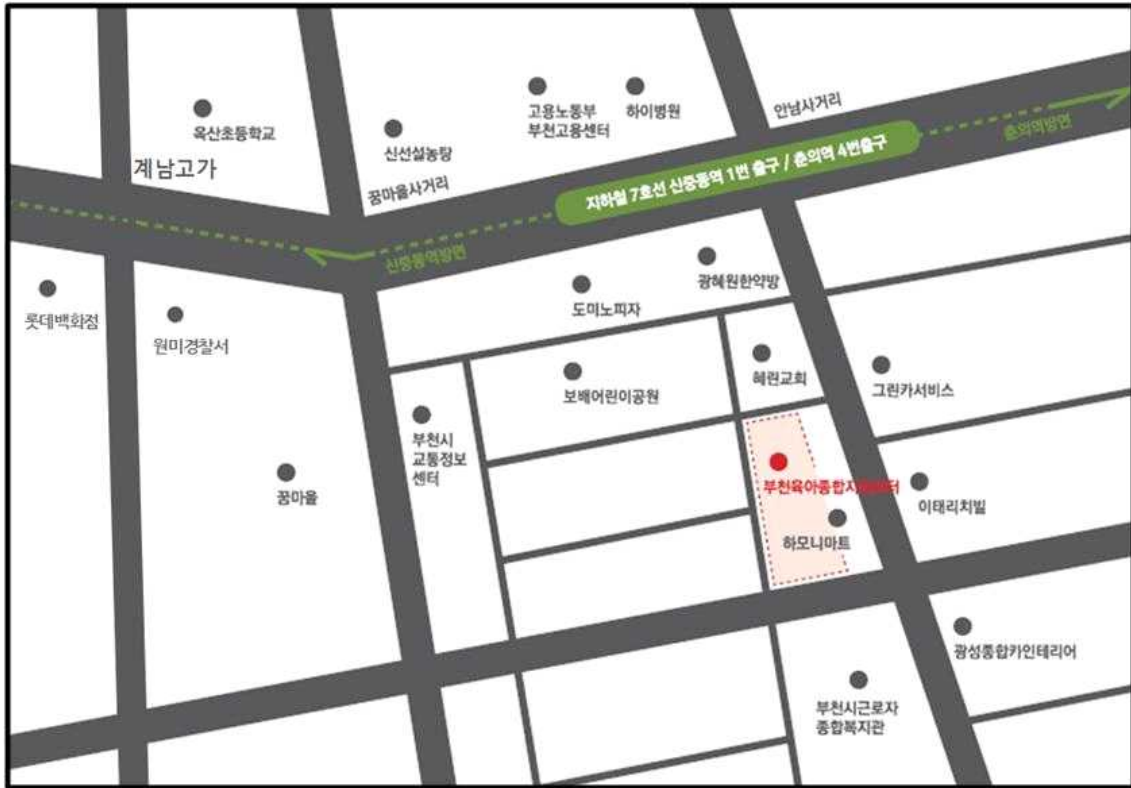 옥산초등학교
계남고가
신선설농탕
고용노동부
부천고용센터
하이병원
안남사거리
꿈마을사거리
지하철 7호선 신중동역 1번 출구 / 춘의역 4번출구
춘의역방면
신중동역방면
롯데백화점
원미경찰서
도미노피자
광혜원한약방
보배어린이공원
혜린교회
그린카서비스
부천시
교통정보
센터
꿈마을
부천육아종합지원센터
하모니마트
이태리치빌
광성종합카인테리어
부천시근로자
종합복지관